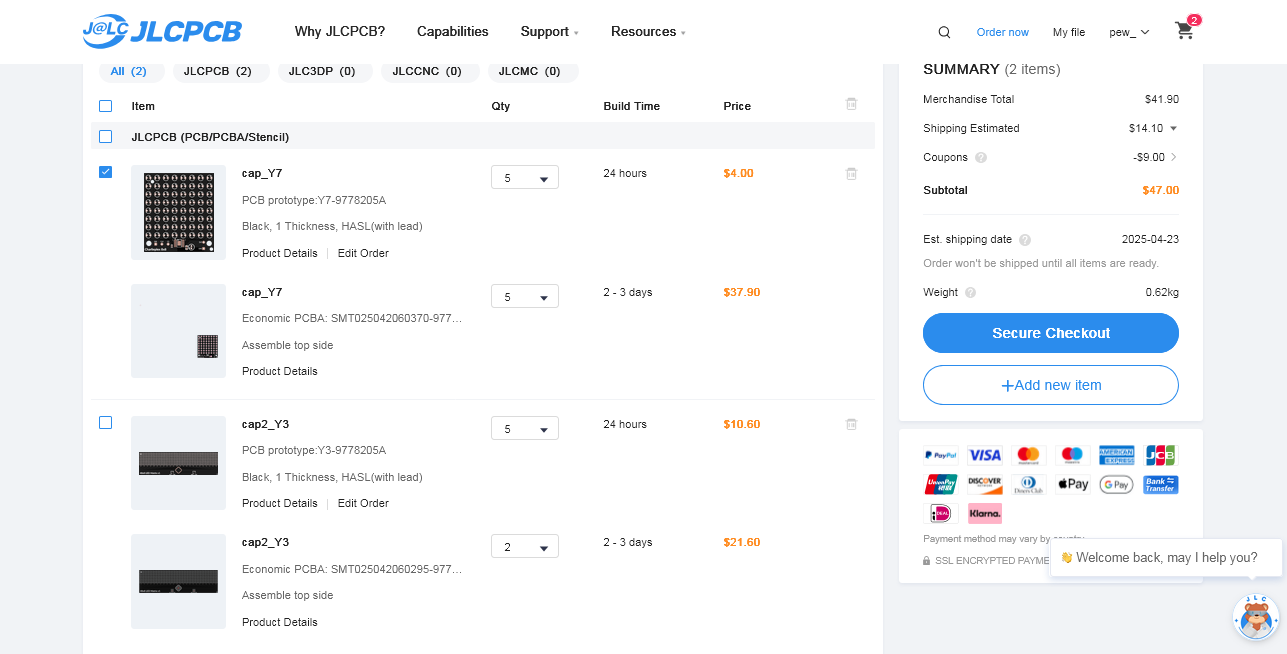 J@LC JLCPCB
Why JLCPCB?
Capabilities
Support
Resources
Order now
My file
pew_
2
All (2)
JLCPCB (2)
JLC3DP (0)
JLCCNC (0)
JLCMC (0)
Item
Qty
Build Time
Price
JLCPCB (PCB/PCBA/Stencil)
cap_Y7
5
24 hours
$4.00
PCB prototype:Y7-9778205A
Black, 1 Thickness, HASL(with lead)
Product Details
Edit Order
cap_Y7
5
2 - 3 days
$37.90
Economic PCBA: SMT025042060370-977...
Assemble top side
Product Details
cap2_Y3
5
24 hours
$10.60
PCB prototype:Y3-9778205A
Black, 1 Thickness, HASL(with lead)
Product Details
Edit Order
cap2_Y3
2
2 - 3 days
$21.60
Economic PCBA: SMT025042060295-977...
Assemble top side
Product Details
SUMMARY (2 items)
Merchandise Total
$41.90
Shipping Estimated
$14.10
Coupons ?
-$9.00
Subtotal
$47.00
Est. shipping date ?
2025-04-23
Order won't be shipped until all items are ready.
Weight ?
0.62kg
Secure Checkout
+Add new item
PayPal
VISA
AMERICAN EXPRESS
JCB
UnionPay
DISCOVER
Diners Club
Pay
G Pay
Bank Transfer
iDEAL
Klarna.
Payment method may vary by country.
SSL ENCRYPTED PAYME
👋 Welcome back, may I help you?
JLC